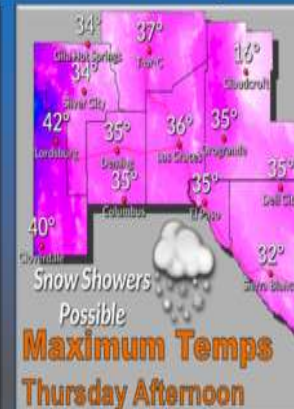 34°
37°
Gila Hot Springs
T or C
16°
34°
Cloudcroft
Silver City
42°
35°
36°
35°
Lordsburg
Deming
Las Cruces
Orogrande
35°
35°
35°
Columbus
El Paso
Dell City
40°
Cloverdale
32°
Sierra Blanca
Snow Showers
Possible
Maximum Temps
Thursday Afternoon